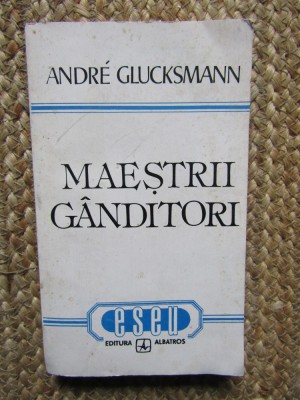 ANDRÉ GLUCKSMANN
MAEȘTRII
GÂNDITORI
eseu
EDITURA ALBATROS